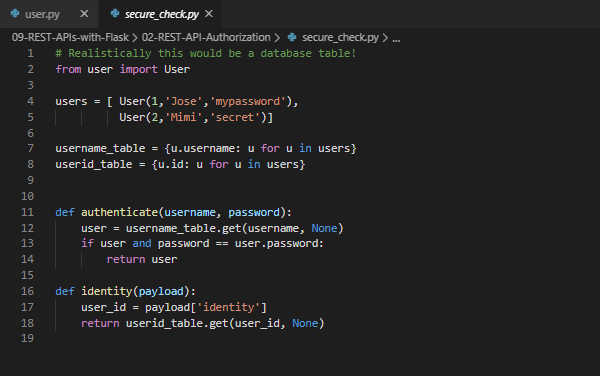 user.py × secure_check.py ×
09-REST-APIs-with-Flask > 02-REST-API-Authorization > secure_check.py > ...
1 # Realistically this would be a database table!
2 from user import User
3
4 users = [ User(1,'Jose','mypassword'),
5 User(2,'Mimi','secret')]
6
7 username_table = {u.username: u for u in users}
8 userid_table = {u.id: u for u in users}
9
10
11 def authenticate(username, password):
12 user = username_table.get(username, None)
13 if user and password == user.password:
14 return user
15
16 def identity(payload):
17 user_id = payload['identity']
18 return userid_table.get(user_id, None)
19